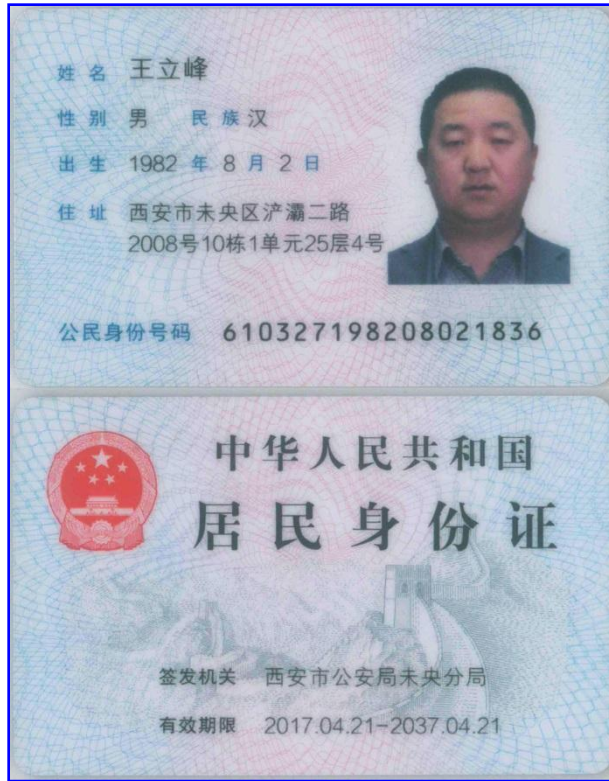 姓名 王立峰
性别 男 民族 汉
出生 1982 年 8 月 2 日
住址 西安市未央区浐灞二路
2008号10栋1单元25层4号
公民身份号码 610327198208021836
中华人民共和国
居民身份证
签发机关 西安市公安局未央分局
有效期限 2017.04.21-2037.04.21